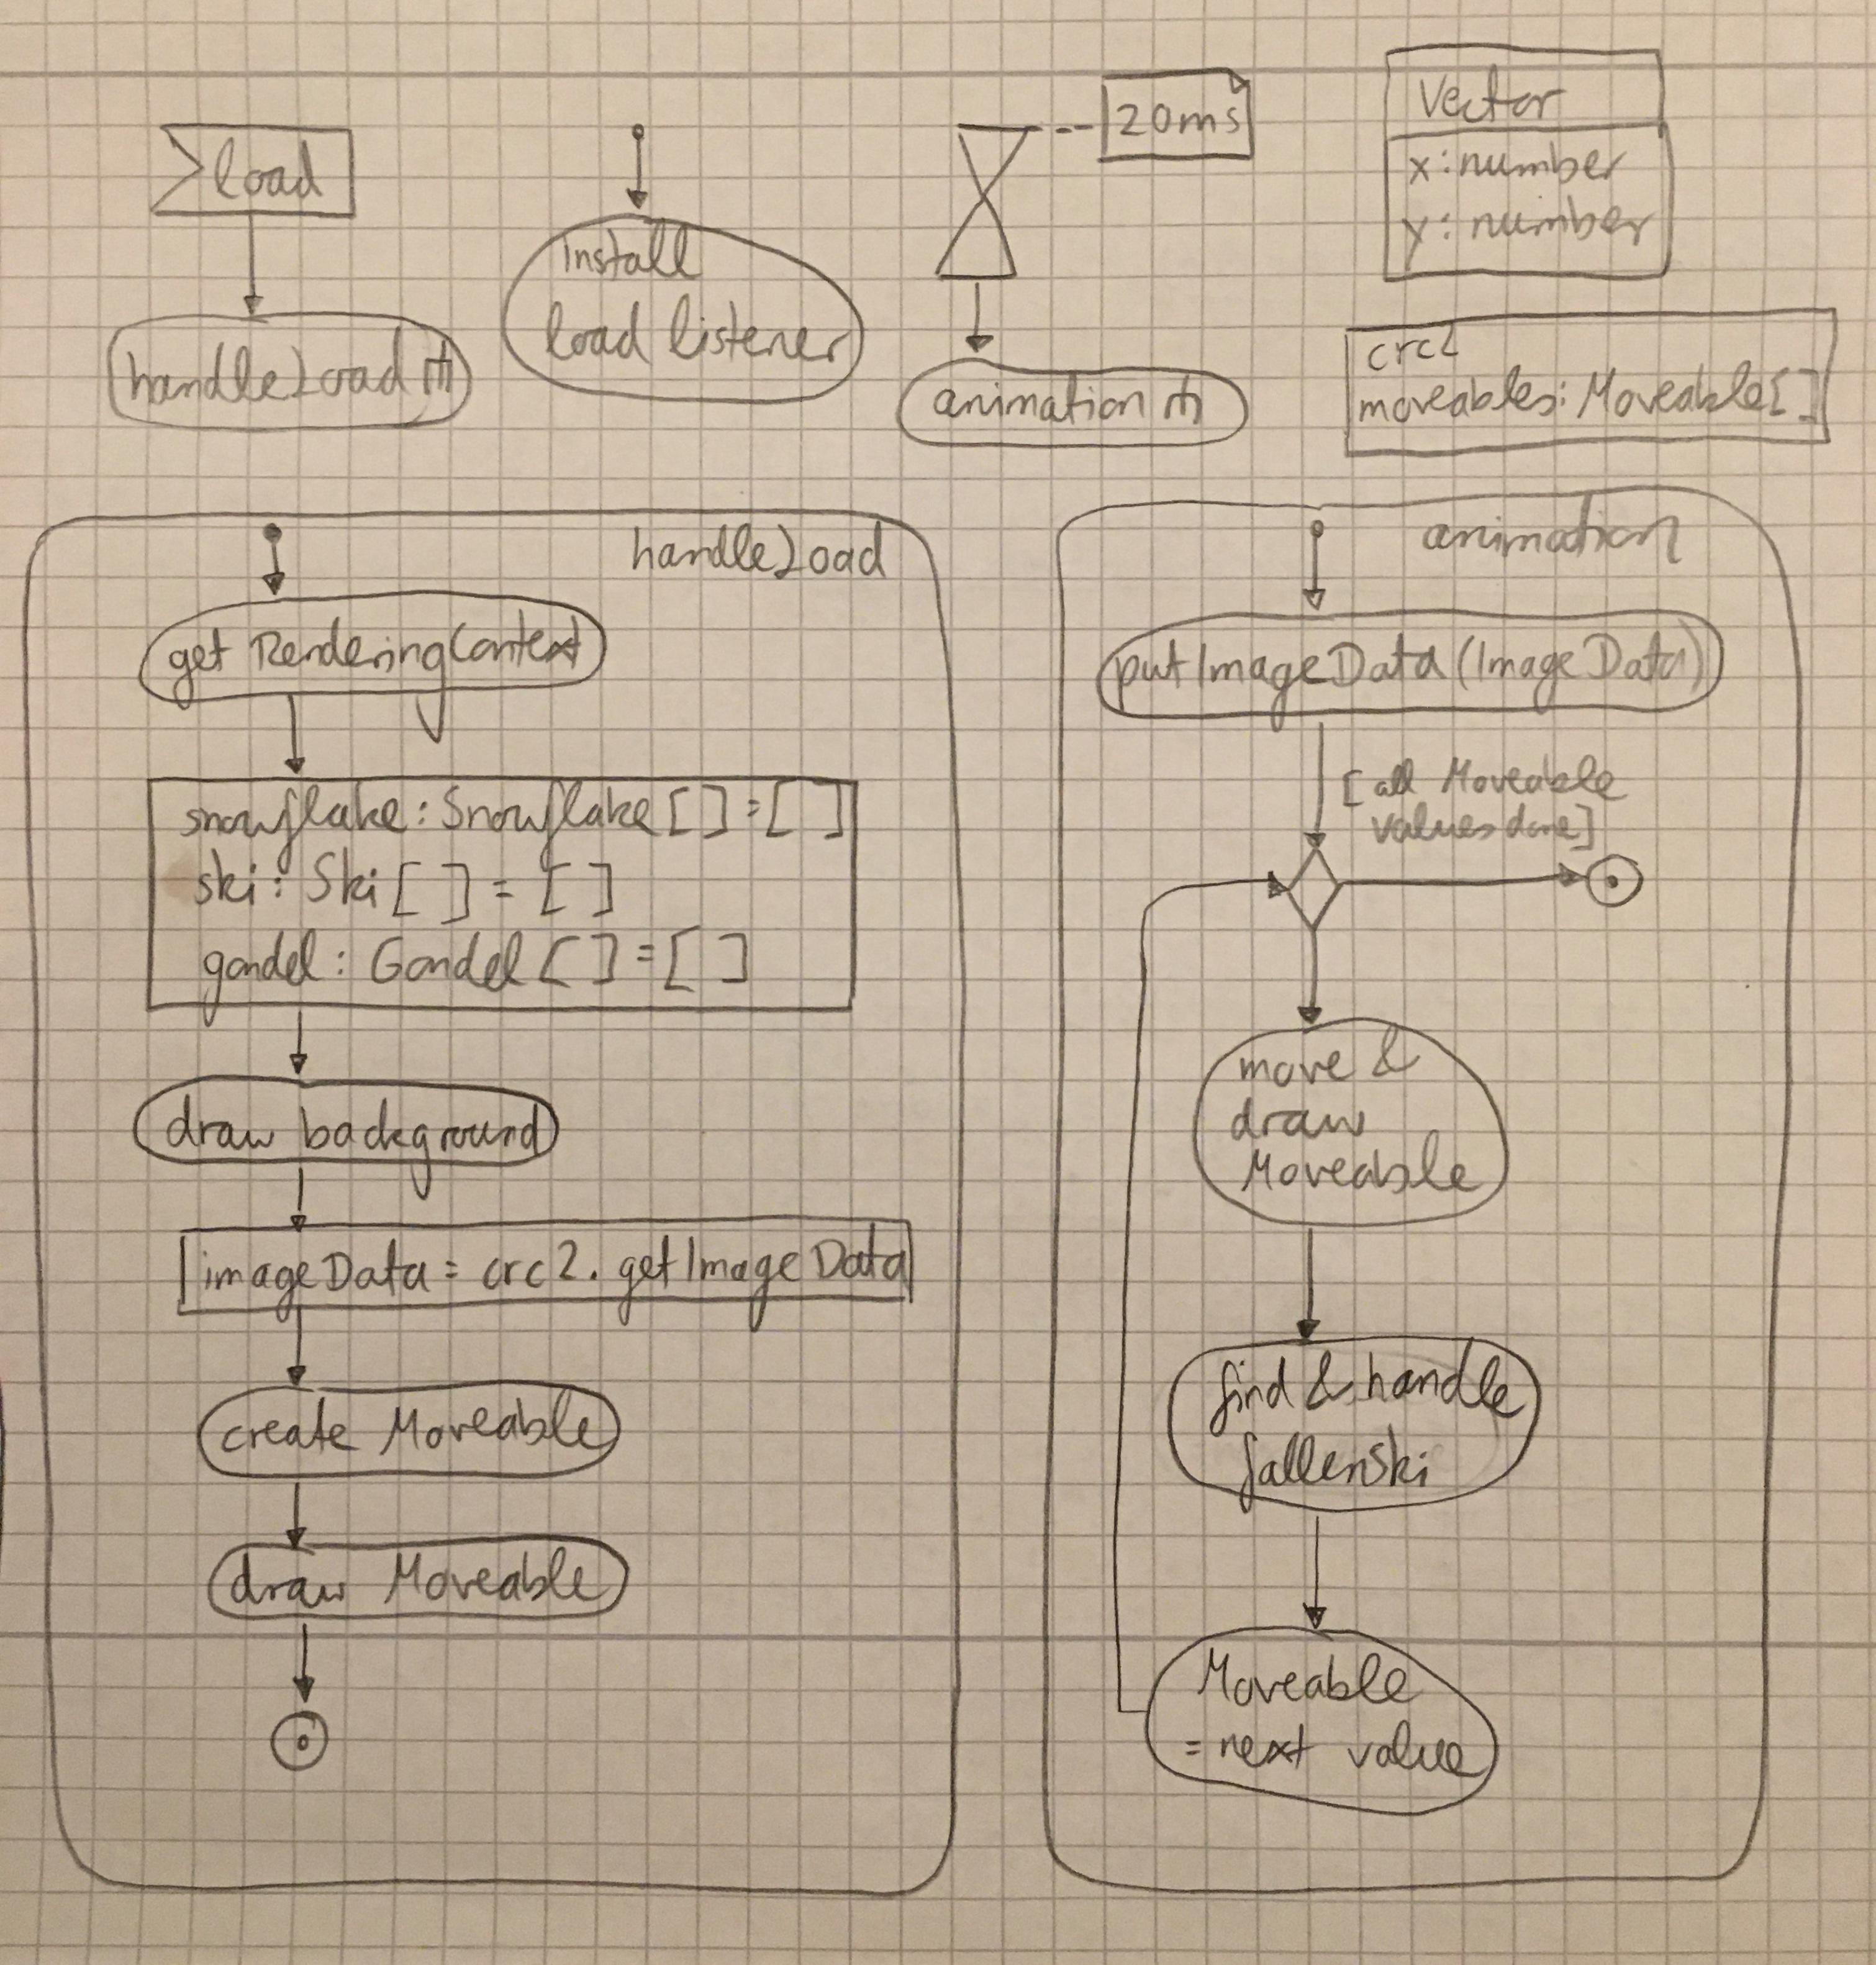 load
handleLoad
install
load listener
20ms
animation
Vector
x: number
y: number
crc2
moveables: Moveable[]
handleLoad
get RenderingContext
snowflake: Snowflake[] = []
ski: Ski[] = []
gondel: Gondel[] = []
draw background
imageData = crc2.getImageData
create Moveable
draw Moveable
animation
putImageData(ImageData)
[all Moveable
values done]
move &
draw
Moveable
find & handle
fallenski
Moveable
= next value